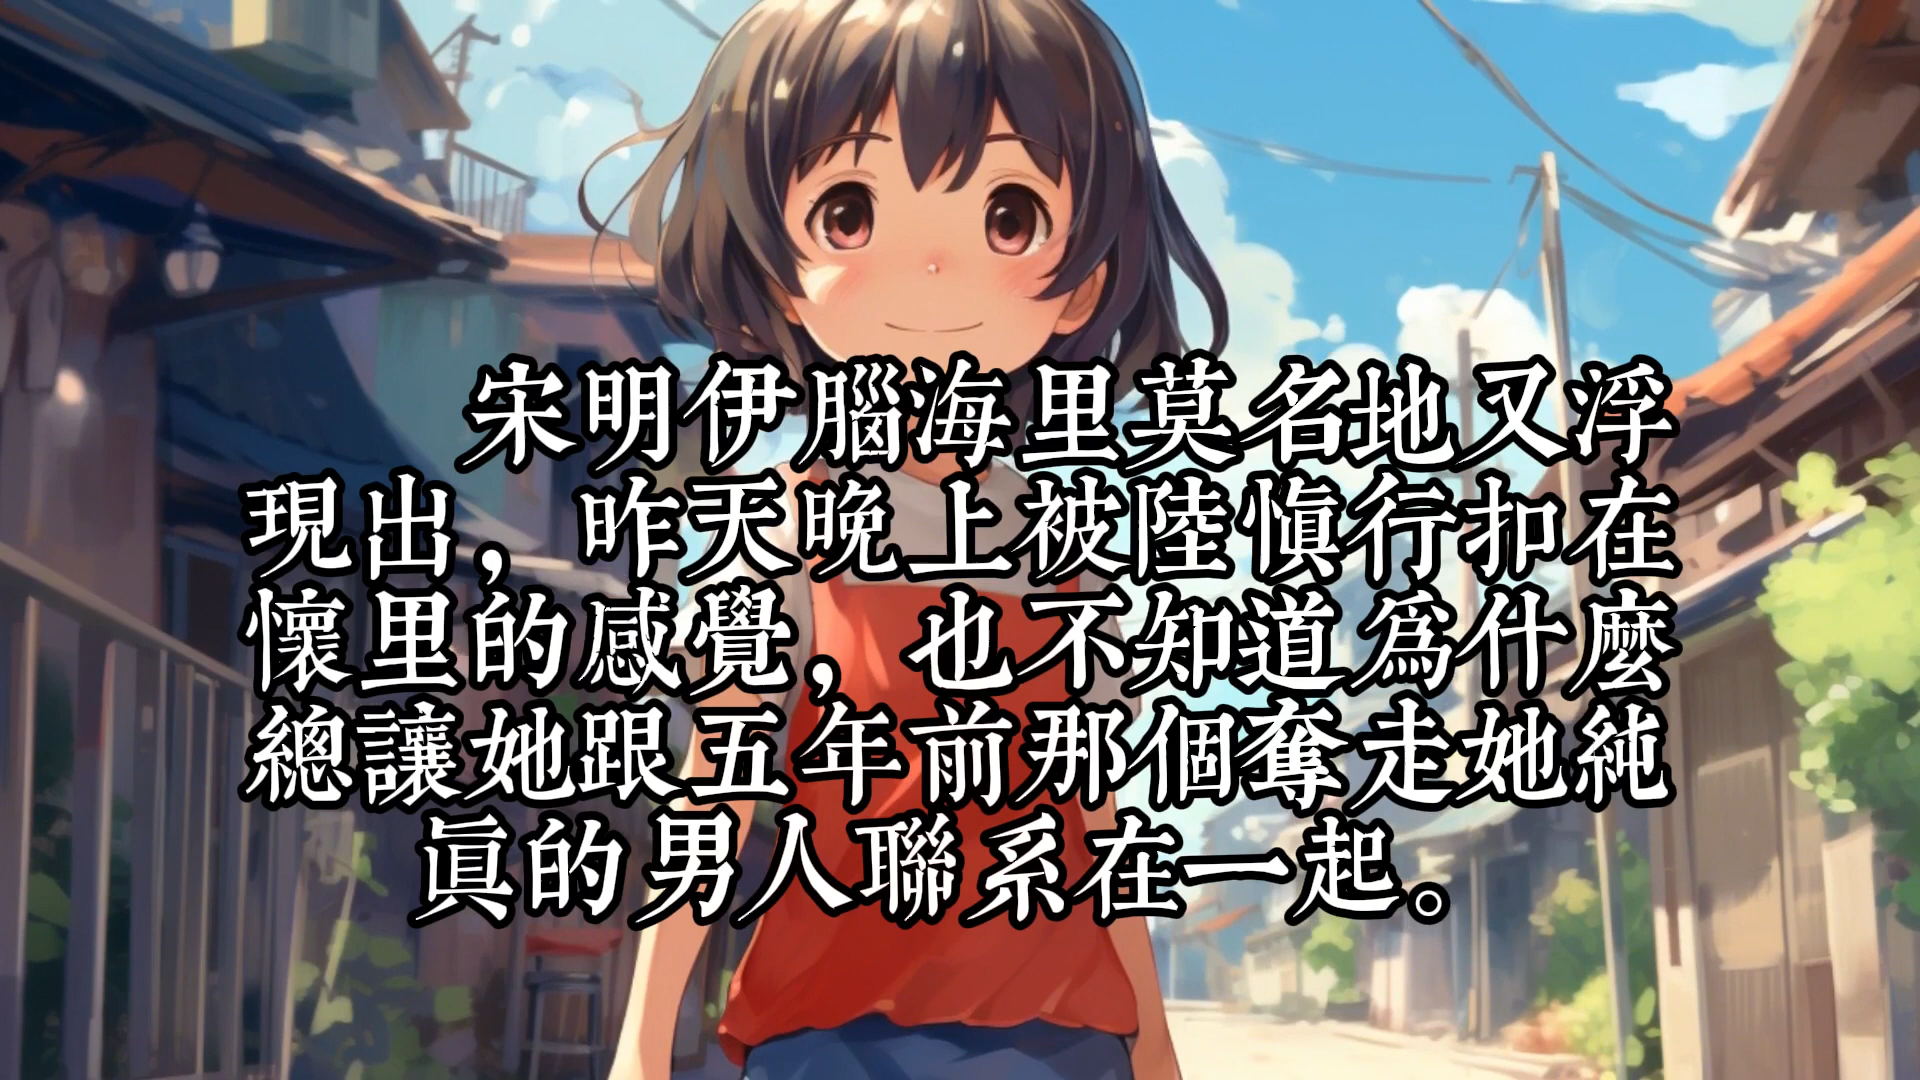 宋明伊腦海里莫名地又浮
現出，昨天晚上被陸慎行扣在
懷里的感覺，也不知道爲什麼
總讓她跟五年前那個奪走她純
眞的男人聯系在一起。